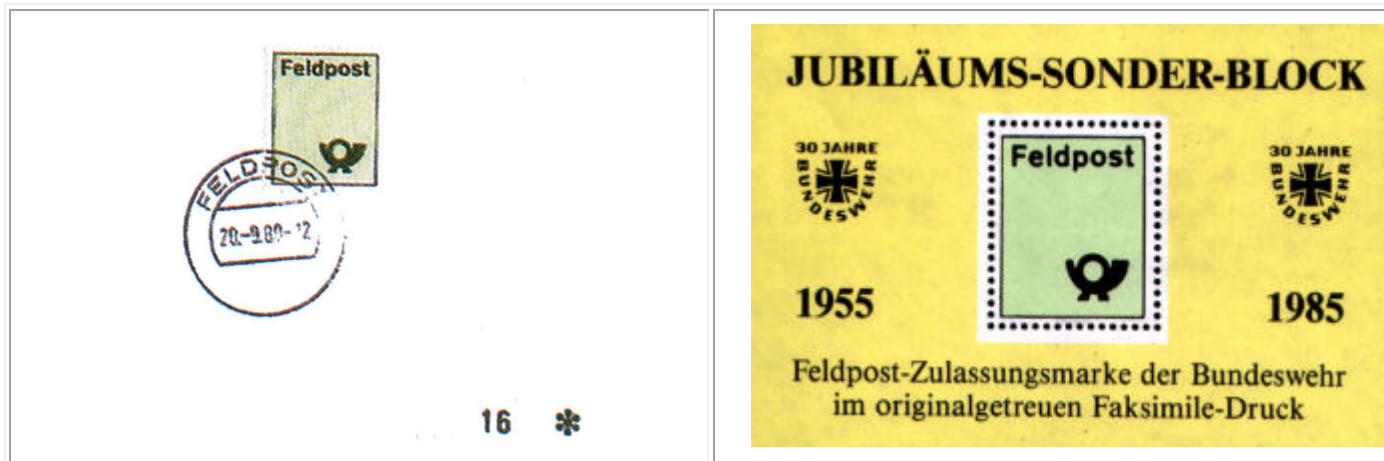 Feldpost
FELDPOST
20.-9.80-12
16 *
JUBILÄUMS-SONDER-BLOCK
30 JAHRE
BUNDESWEHR
Feldpost
30 JAHRE
BUNDESWEHR
1955
1985
Feldpost-Zulassungsmarke der Bundeswehr
im originalgetreuen Faksimile-Druck